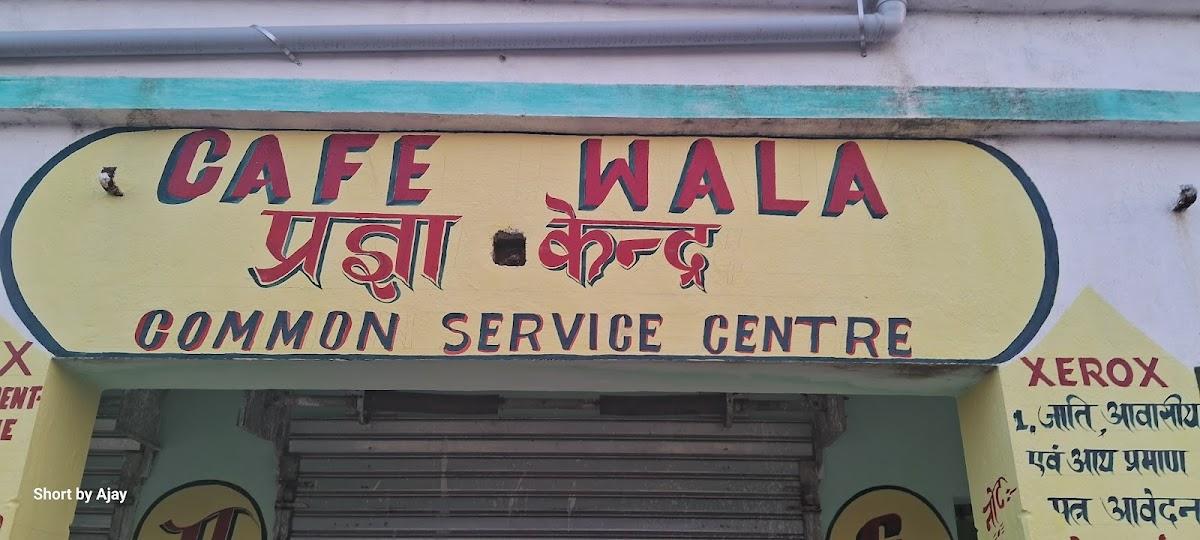 CAFE WALA
प्रज्ञा केन्द्र
COMMON SERVICE CENTRE
X
XEROX
1. जाति, आवासीय
एवं आय प्रमाण
पत्र आवेदन
नोट:-
Short by Ajay